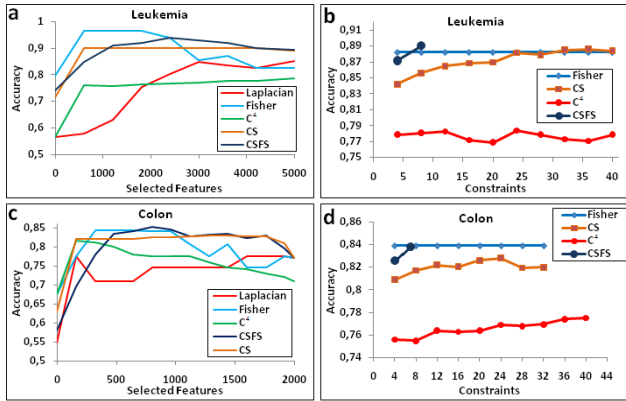 a
Leukemia
1
0,9
0,8
0,7
0,6
0,5
Accuracy
0 1000 2000 3000 4000 5000
Selected Features
Laplacian
Fisher
C⁴
CS
CSFS
b
Leukemia
0,91
0,89
0,87
0,85
0,83
0,81
0,79
0,77
0,75
Accuracy
0 5 10 15 20 25 30 35 40
Constraints
Fisher
CS
C⁴
CSFS
c
Colon
0,85
0,8
0,75
0,7
0,65
0,6
0,55
0,5
Accuracy
0 500 1000 1500 2000
Selected Features
Laplacian
Fisher
C⁴
CSFS
CS
d
Colon
0,86
0,84
0,82
0,8
0,78
0,76
0,74
Accuracy
0 4 8 12 16 20 24 28 32 36 40 44
Constraints
Fisher
CS
C⁴
CSFS